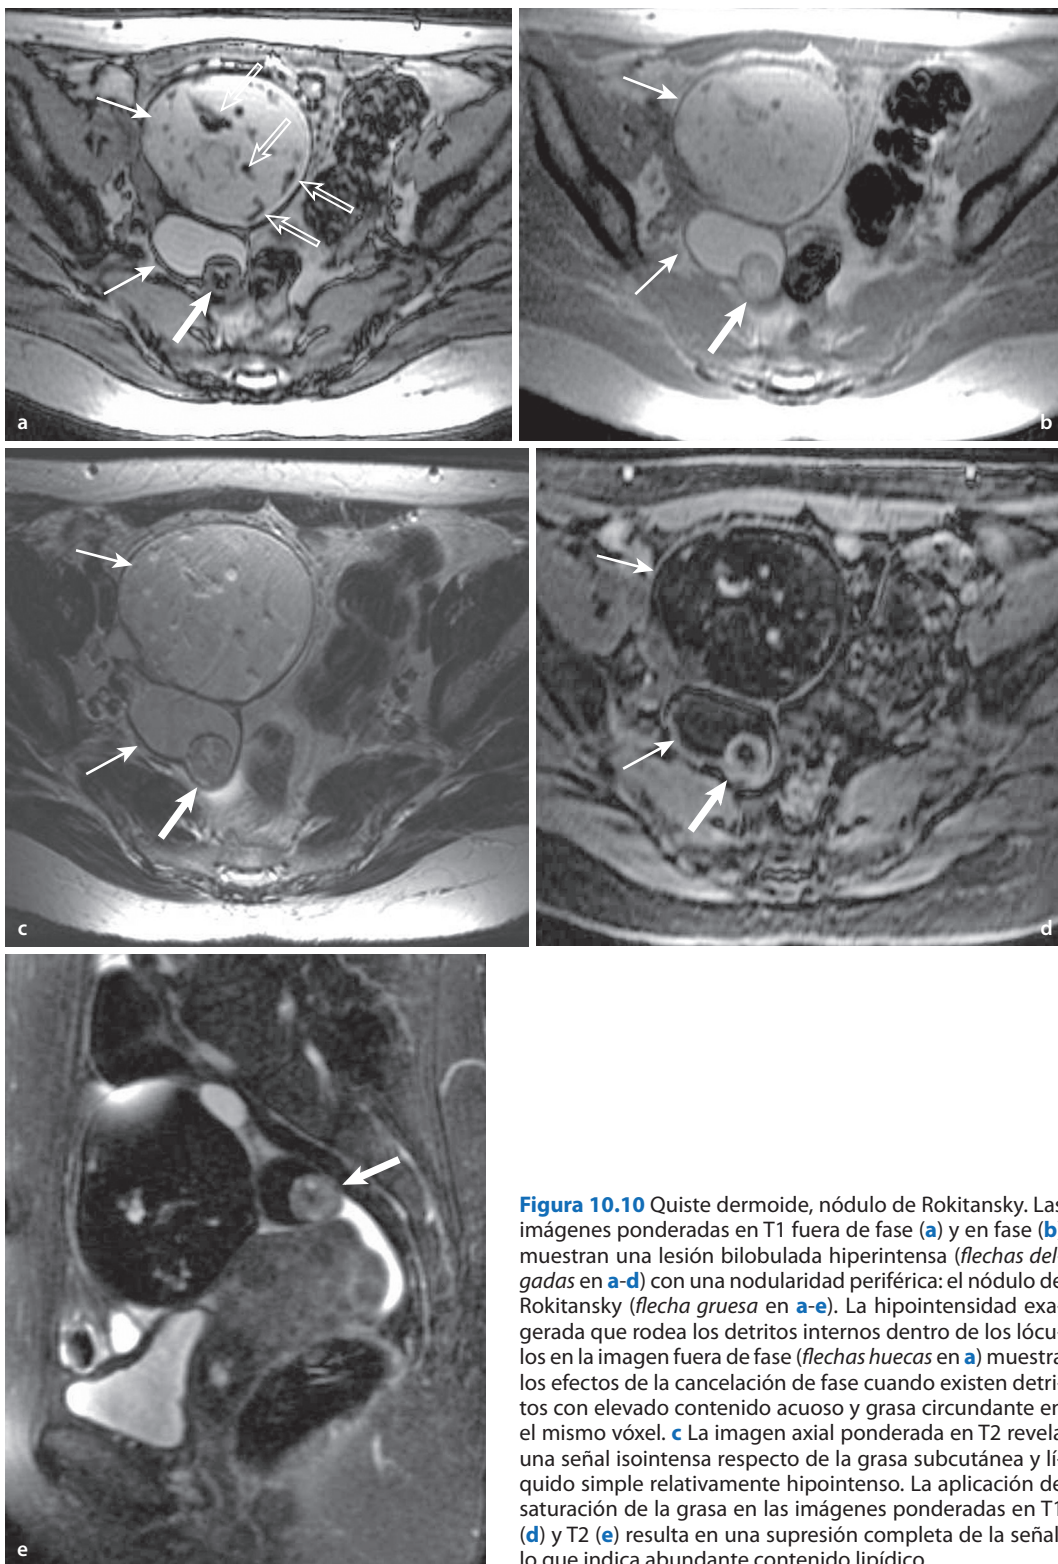 a
b
c
d
e
Figura 10.10 Quiste dermoide, nódulo de Rokitansky. Las
imágenes ponderadas en T1 fuera de fase (a) y en fase (b
muestran una lesión bilobulada hiperintensa (flechas del-
gadas en a-d) con una nodularidad periférica: el nódulo de
Rokitansky (flecha gruesa en a-e). La hipointensidad exa-
gerada que rodea los detritos internos dentro de los lócu-
los en la imagen fuera de fase (flechas huecas en a) muestra
los efectos de la cancelación de fase cuando existen detri-
tos con elevado contenido acuoso y grasa circundante en
el mismo vóxel. c La imagen axial ponderada en T2 revela
una señal isointensa respecto de la grasa subcutánea y lí-
quido simple relativamente hipointenso. La aplicación de
saturación de la grasa en las imágenes ponderadas en T1
(d) y T2 (e) resulta en una supresión completa de la señal
lo que indica abundante contenido lipídico